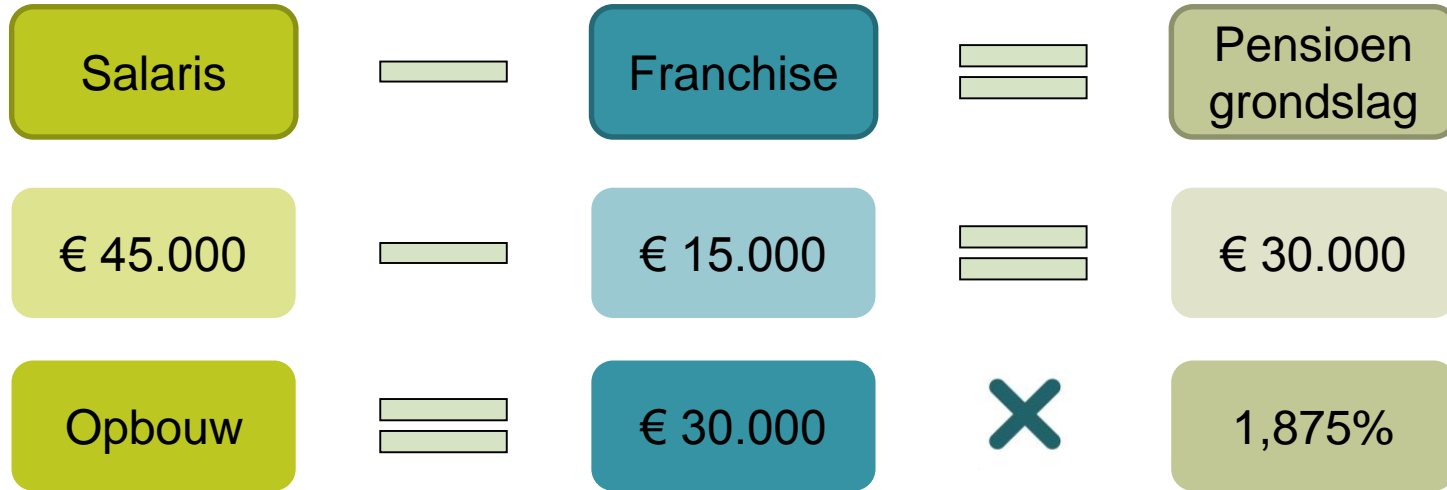 Salaris
Franchise
Pensioen
grondslag
€ 45.000
€ 15.000
€ 30.000
Opbouw
€ 30.000
1,875%